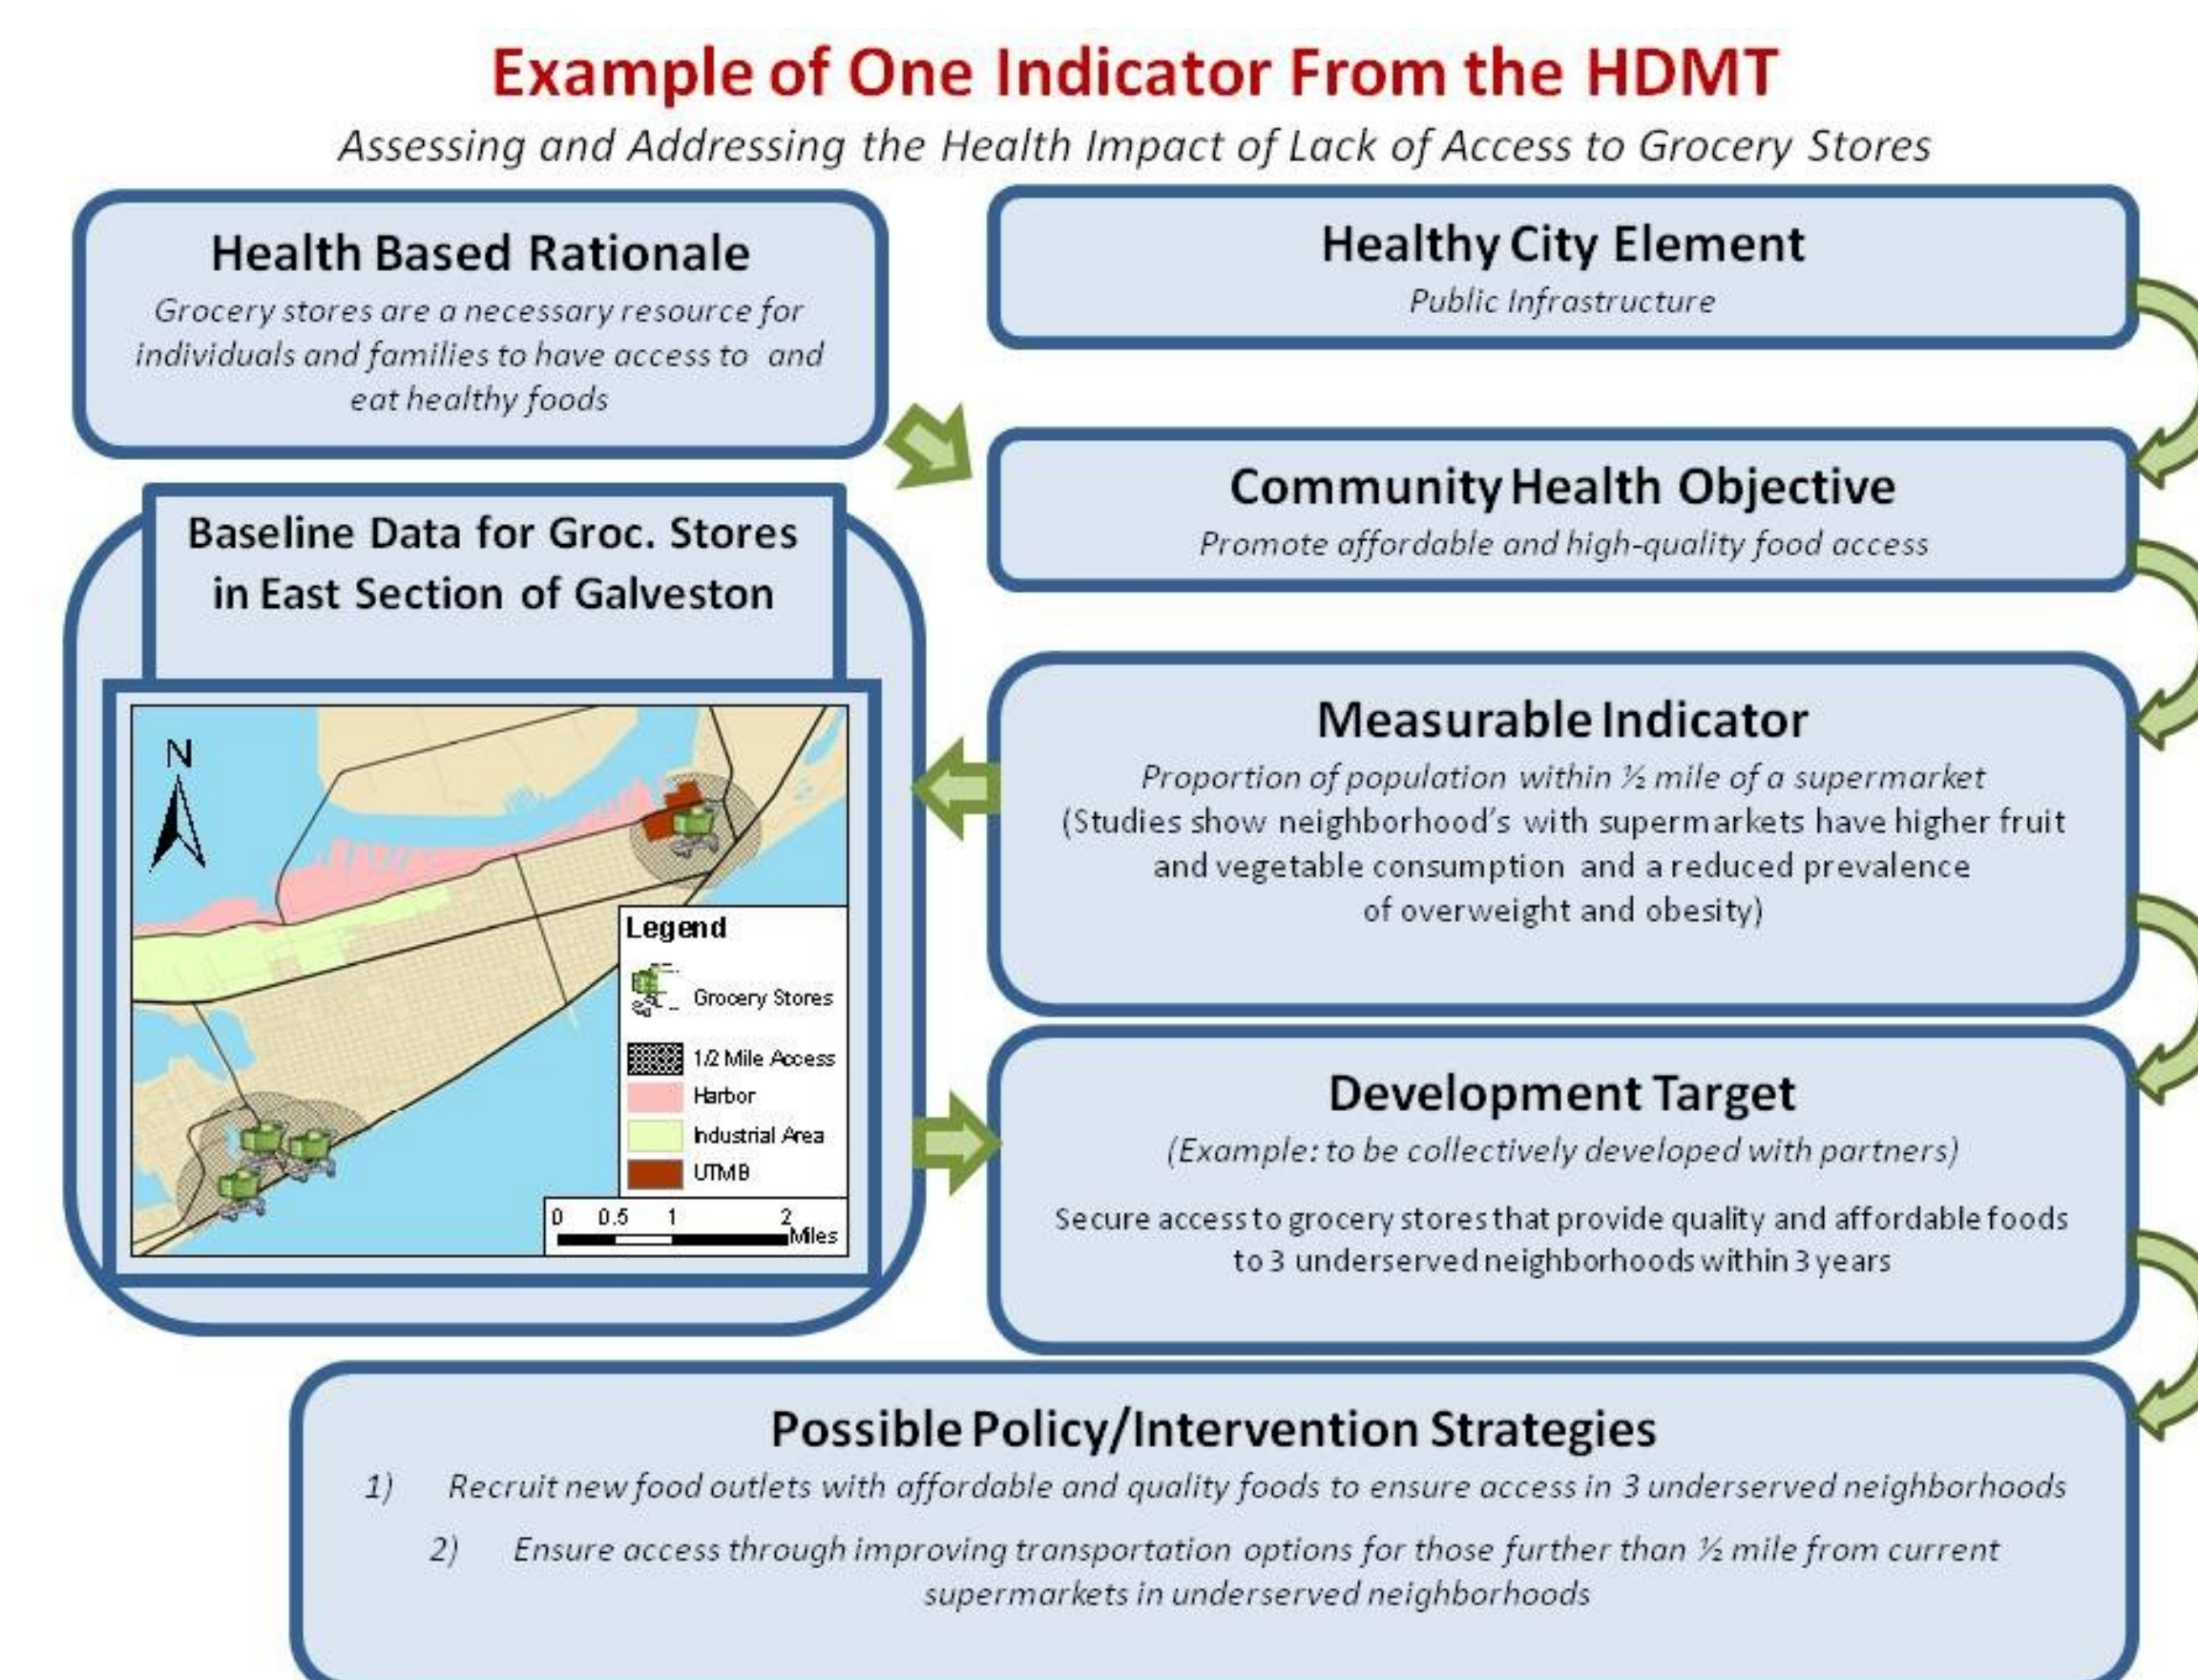 Example of One Indicator From the HDMT
Assessing and Addressing the Health Impact of Lack of Access to Grocery Stores
Health Based Rationale
Grocery stores are a necessary resource for
individuals and families to have access to and
eat healthy foods
Healthy City Element
Public Infrastructure
Community Health Objective
Promote affordable and high-quality food access
Baseline Data for Groc. Stores
in East Section of Galveston
N
Legend
Grocery Stores
1/2 Mile Access
Harbor
Industrial Area
UTMB
0 0.5 1 2
Miles
Measurable Indicator
Proportion of population within ½ mile of a supermarket
(Studies show neighborhood's with supermarkets have higher fruit
and vegetable consumption and a reduced prevalence
of overweight and obesity)
Development Target
(Example: to be collectively developed with partners)
Secure access to grocery stores that provide quality and affordable foods
to 3 underserved neighborhoods within 3 years
Possible Policy/Intervention Strategies
1) Recruit new food outlets with affordable and quality foods to ensure access in 3 underserved neighborhoods
2) Ensure access through improving transportation options for those further than ½ mile from current
supermarkets in underserved neighborhoods